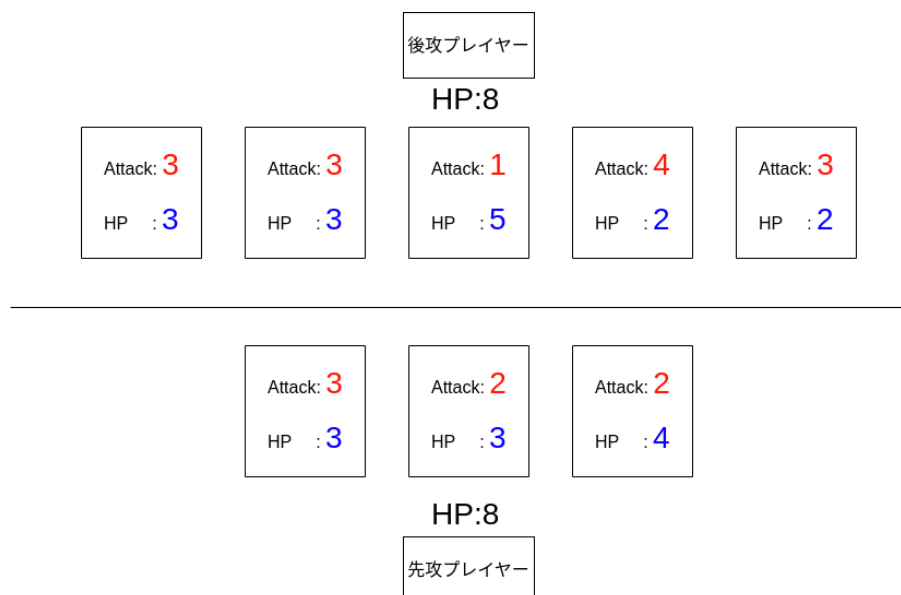 後攻プレイヤー
HP:8
Attack: 3 Attack: 3 Attack: 1 Attack: 4 Attack: 3
HP : 3 HP : 3 HP : 5 HP : 2 HP : 2
Attack: 3 Attack: 2 Attack: 2
HP : 3 HP : 3 HP : 4
HP:8
先攻プレイヤー